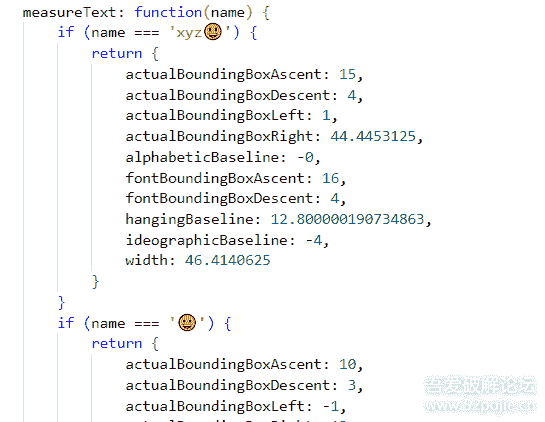 measureText: function(name) {
if (name === 'xyz😀') {
return {
actualBoundingBoxAscent: 15,
actualBoundingBoxDescent: 4,
actualBoundingBoxLeft: 1,
actualBoundingBoxRight: 44.4453125,
alphabeticBaseline: -0,
fontBoundingBoxAscent: 16,
fontBoundingBoxDescent: 4,
hangingBaseline: 12.800000190734863,
ideographicBaseline: -4,
width: 46.4140625
}
}
if (name === '😀') {
return {
actualBoundingBoxAscent: 10,
actualBoundingBoxDescent: 3,
actualBoundingBoxLeft: -1,
吾爱破解论坛
www.52pojie.cn